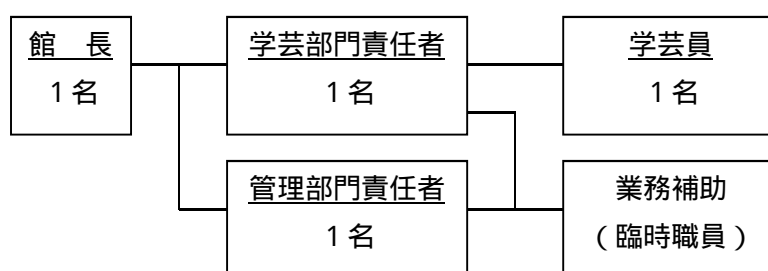 館　長
1名
学芸部門責任者
1名
学芸員
1名
管理部門責任者
1名
業務補助
（臨時職員）